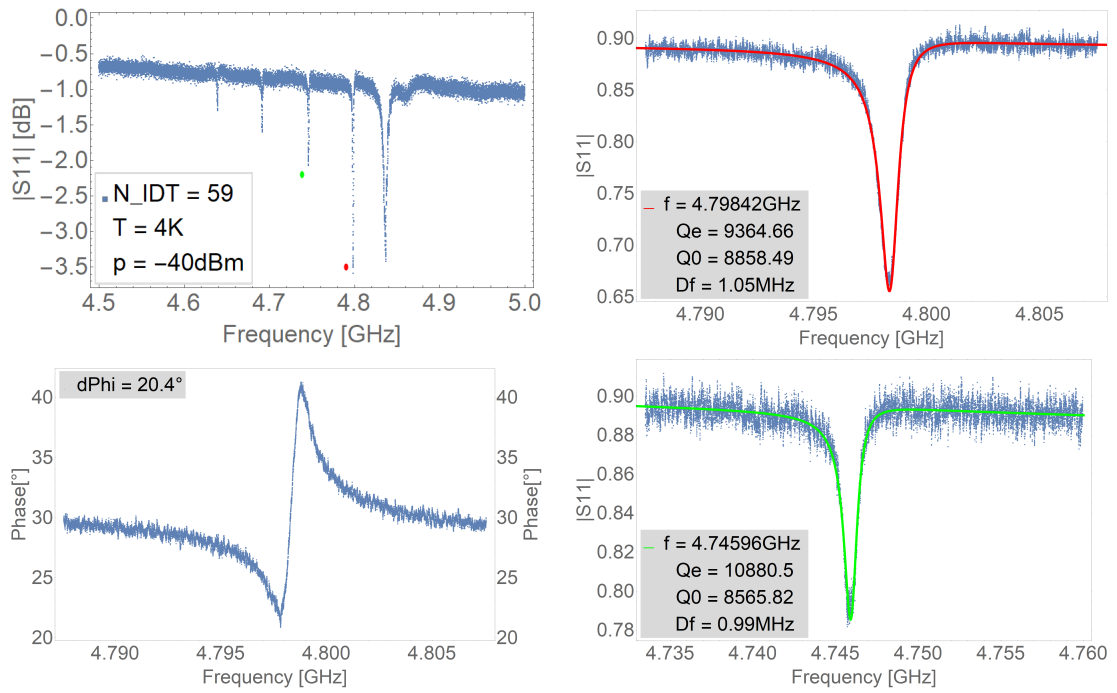 0.0
−0.5
−1.0
−1.5
−2.0
−2.5
−3.0
−3.5
|S11| [dB]
N_IDT = 59
T = 4K
p = −40dBm
4.5 4.6 4.7 4.8 4.9 5.0
Frequency [GHz]
0.90
0.85
0.80
0.75
0.70
0.65
|S11|
f = 4.79842GHz
Qe = 9364.66
Q0 = 8858.49
Df = 1.05MHz
4.790 4.795 4.800 4.805
Frequency [GHz]
dPhi = 20.4°
40 40
35 35
30 30
25 25
20 20
Phase[°]
Phase[°]
4.790 4.795 4.800 4.805
Frequency [GHz]
0.90
0.88
0.86
0.84
0.82
0.80
0.78
|S11|
f = 4.74596GHz
Qe = 10880.5
Q0 = 8565.82
Df = 0.99MHz
4.735 4.740 4.745 4.750 4.755 4.760
Frequency [GHz]